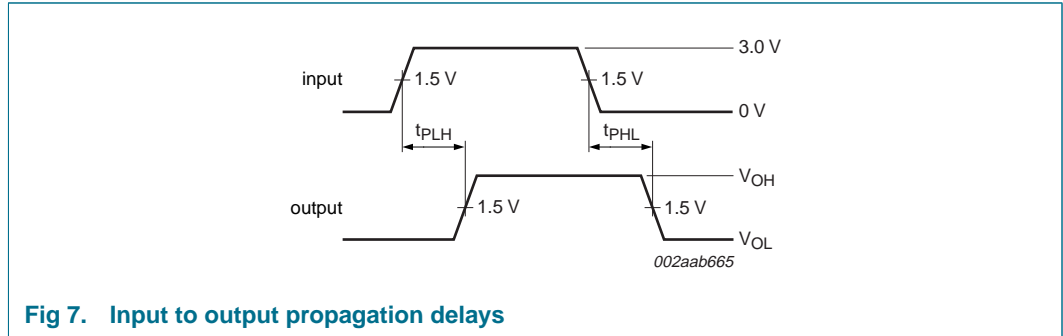 3.0 V
input
1.5 V
1.5 V
0 V
tPLH
tPHL
VOH
output
1.5 V
1.5 V
VOL
002aab665
Fig 7. Input to output propagation delays